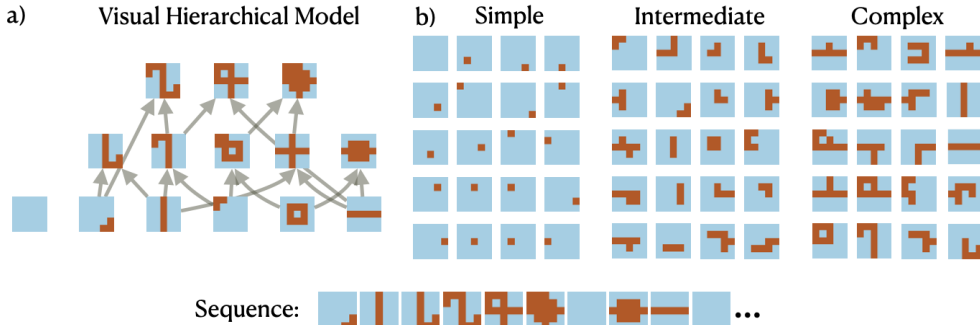 a) Visual Hierarchical Model
b) Simple Intermediate Complex
Sequence: ...